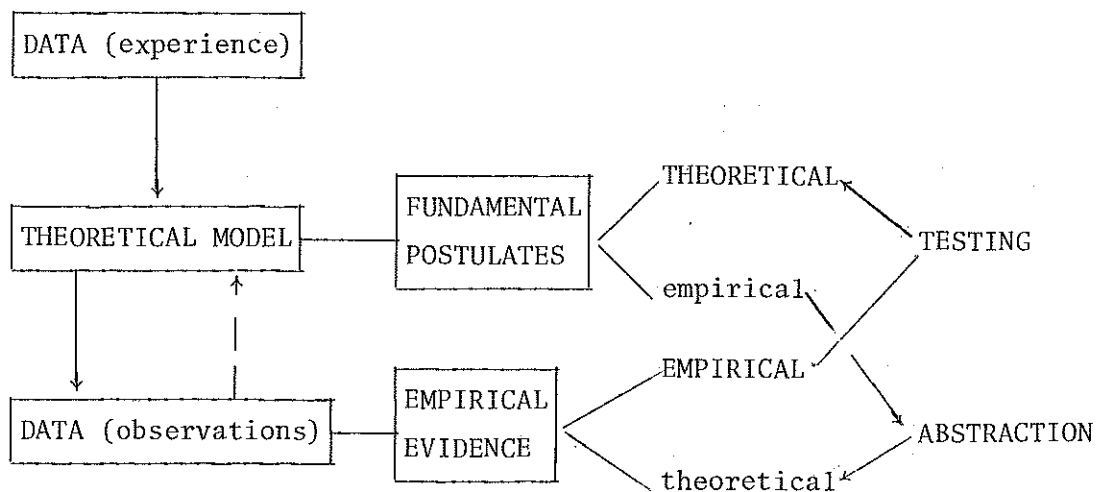 DATA (experience)
THEORETICAL MODEL
FUNDAMENTAL
POSTULATES
THEORETICAL
TESTING
empirical
EMPIRICAL
DATA (observations)
EMPIRICAL
EVIDENCE
ABSTRACTION
theoretical